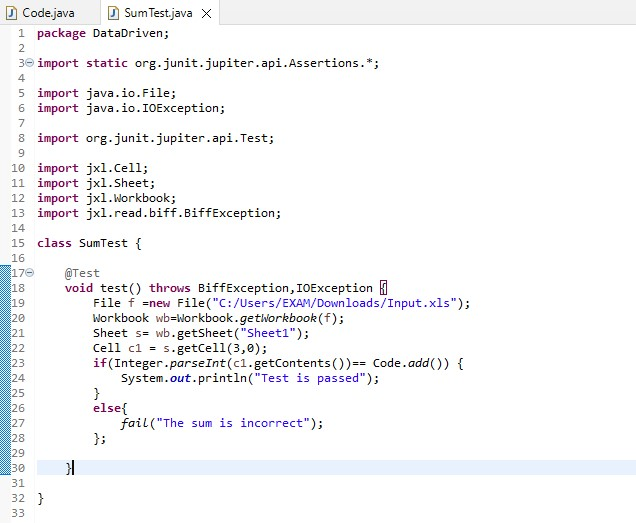 Code.java SumTest.java
1 package DataDriven;
2
3 import static org.junit.jupiter.api.Assertions.*;
4
5 import java.io.File;
6 import java.io.IOException;
7
8 import org.junit.jupiter.api.Test;
9
10 import jxl.Cell;
11 import jxl.Sheet;
12 import jxl.Workbook;
13 import jxl.read.biff.BiffException;
14
15 class SumTest {
16
17 @Test
18 void test() throws BiffException,IOException {
19 File f =new File("C:/Users/EXAM/Downloads/Input.xls");
20 Workbook wb=Workbook.getWorkbook(f);
21 Sheet s= wb.getSheet("Sheet1");
22 Cell c1 = s.getCell(3,0);
23 if(Integer.parseInt(c1.getContents())== Code.add()) {
24 System.out.println("Test is passed");
25 }
26 else{
27 fail("The sum is incorrect");
28 };
29
30 }
31
32 }
33